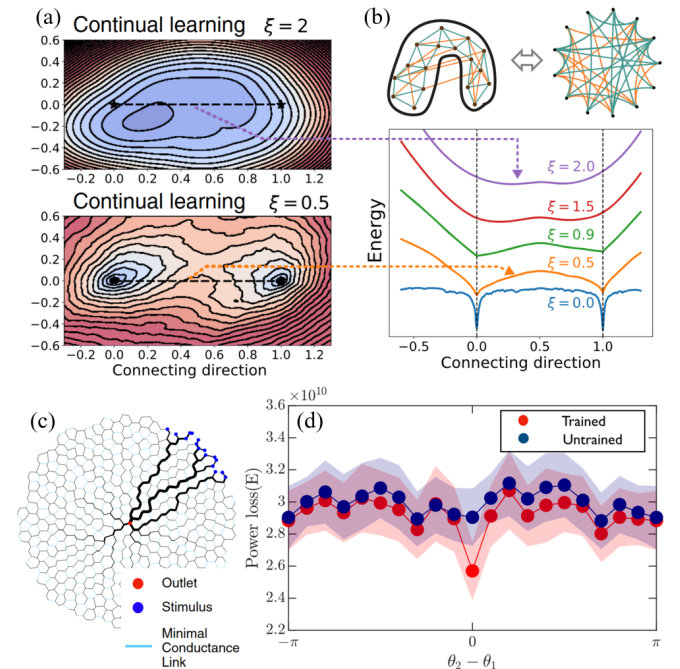 (a)
Continual learning ξ = 2
0.6
0.4
0.2
0.0
−0.2
−0.4
−0.6
−0.2 0.0 0.2 0.4 0.6 0.8 1.0 1.2
Continual learning ξ = 0.5
0.6
0.4
0.2
0.0
−0.2
−0.4
−0.6
−0.2 0.0 0.2 0.4 0.6 0.8 1.0 1.2
Connecting direction
(b)
Energy
ξ = 2.0
ξ = 1.5
ξ = 0.9
ξ = 0.5
ξ = 0.0
−0.5 0.0 0.5 1.0
Connecting direction
(c)
Outlet
Stimulus
Minimal
Conductance
Link
(d)
×10¹⁰
3.6
3.4
3.2
3.0
2.8
2.6
2.4
2.2
Power loss(E)
Trained
Untrained
−π 0 π
θ₂ − θ₁